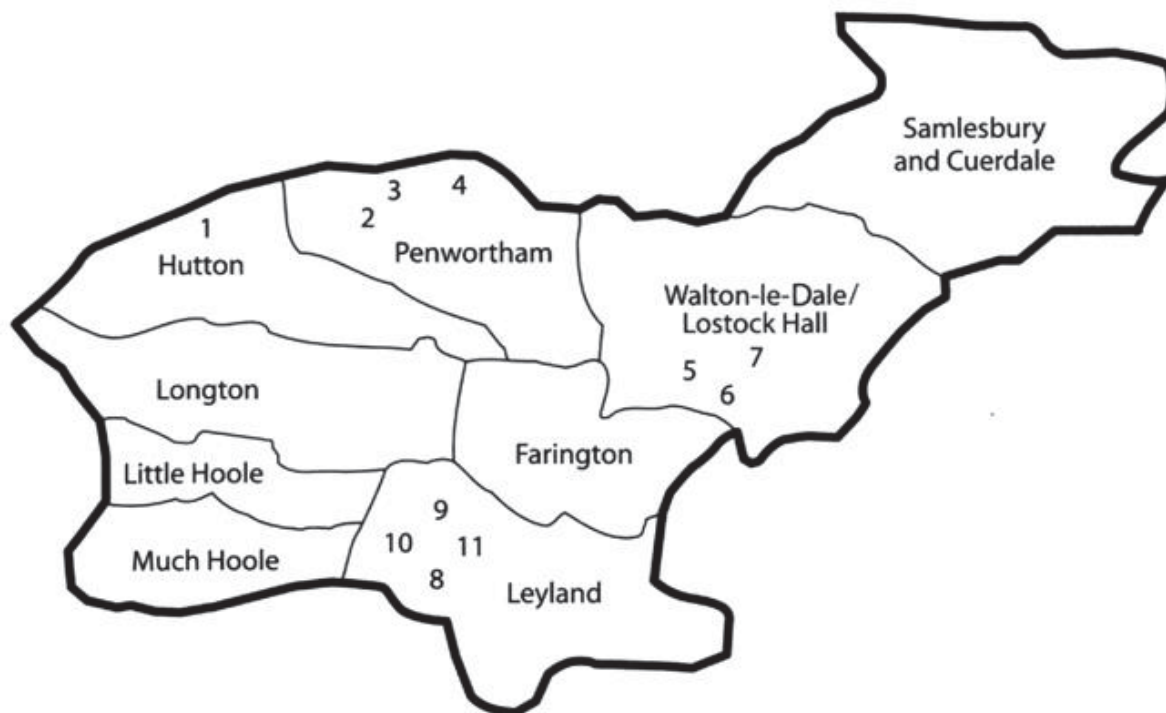 Samlesbury
and Cuerdale
3
4
2
1
Penwortham
Hutton
Walton-le-Dale/
Lostock Hall
7
5
6
Longton
Farington
Little Hoole
9
10
11
Much Hoole
8
Leyland